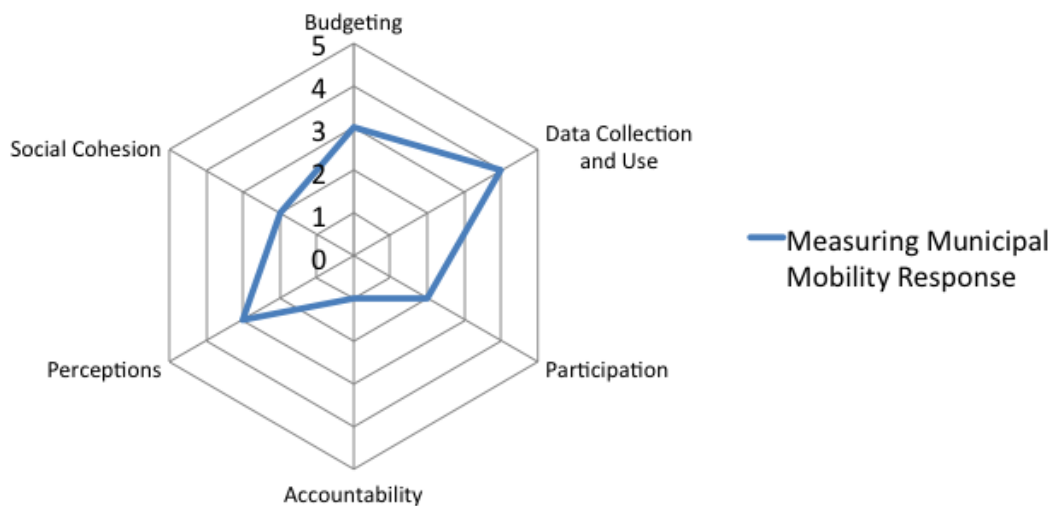 Budgeting
5
4
3
2
1
0
Data Collection
and Use
Participation
Accountability
Perceptions
Social Cohesion
Measuring Municipal
Mobility Response